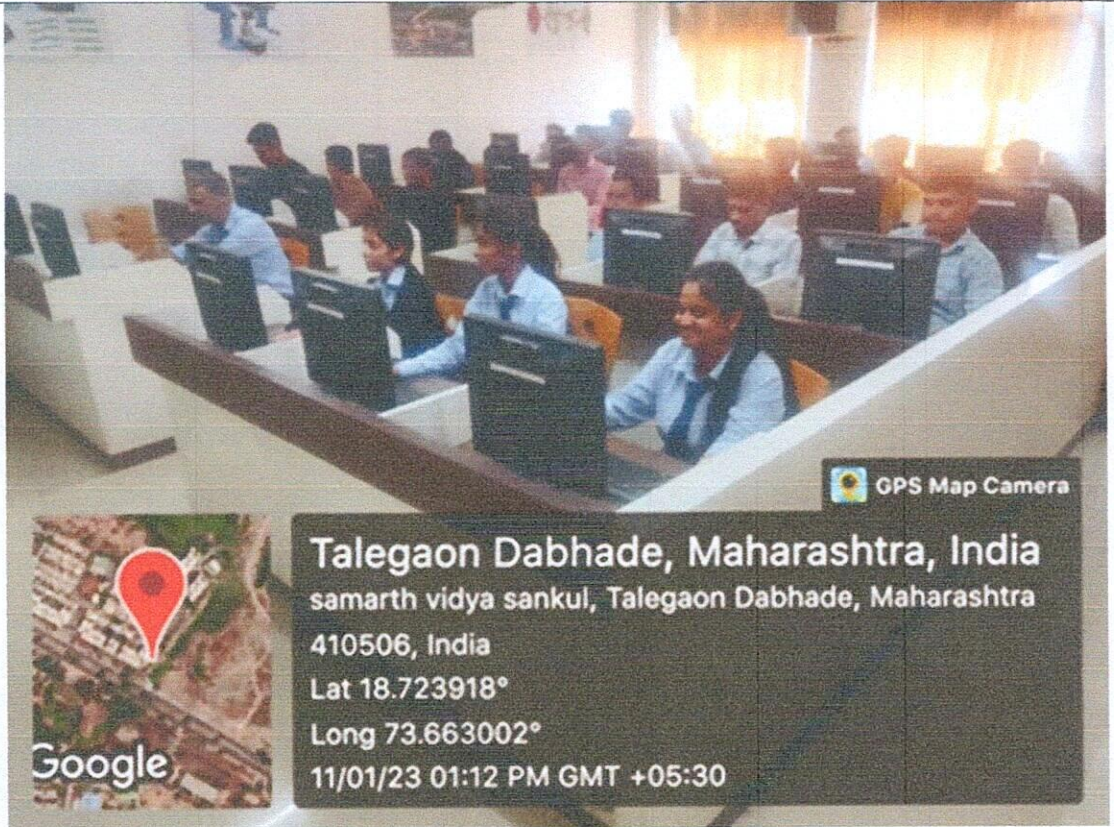 GPS Map Camera
Talegaon Dabhade, Maharashtra, India
samarth vidya sankul, Talegaon Dabhade, Maharashtra
410506, India
Lat 18.723918°
Long 73.663002°
11/01/23 01:12 PM GMT +05:30
Google